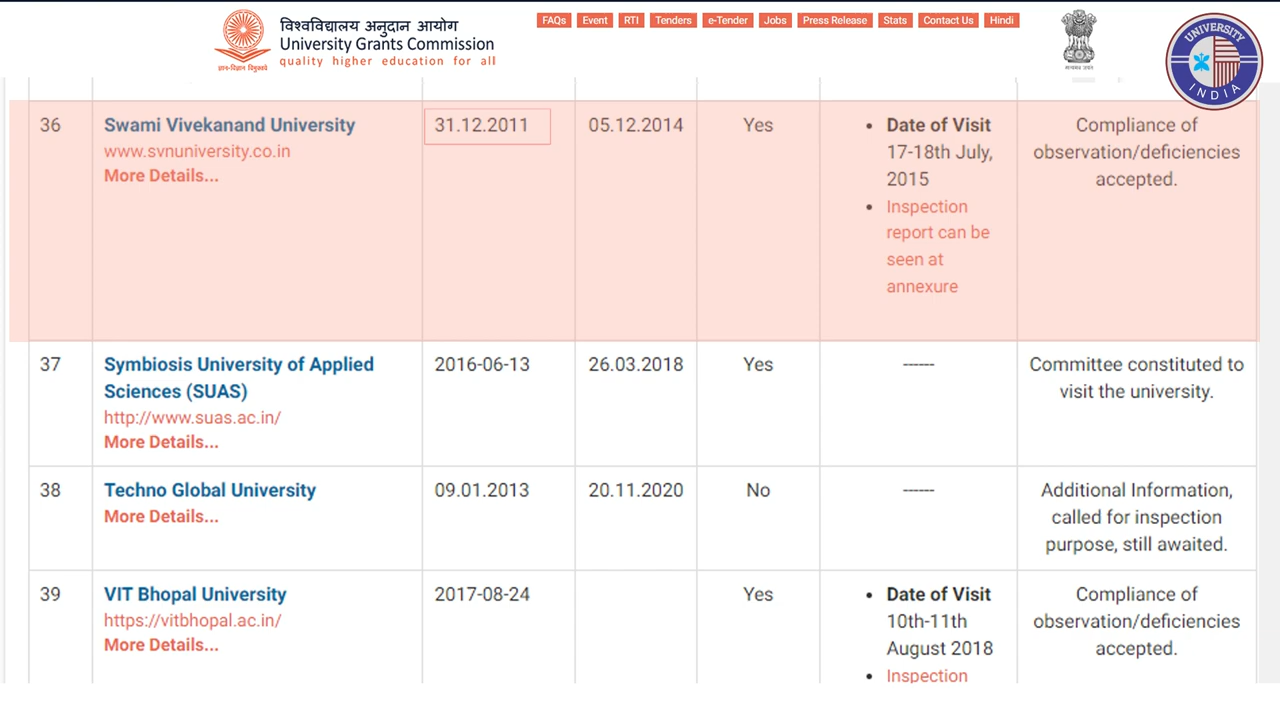 विश्वविद्यालय अनुदान आयोग
University Grants Commission
quality higher education for all
ज्ञान-विज्ञान विमुक्तये
FAQs Event RTI Tenders e-Tender Jobs Press Release Stats Contact Us Hindi
सत्यमेव जयते
UNIVERSITY
INDIA
36 Swami Vivekanand University 31.12.2011 05.12.2014 Yes • Date of Visit Compliance of
www.svnuniversity.co.in 17-18th July, observation/deficiencies
More Details... 2015 accepted.
• Inspection
report can be
seen at
annexure
37 Symbiosis University of Applied 2016-06-13 26.03.2018 Yes ------ Committee constituted to
Sciences (SUAS) visit the university.
http://www.suas.ac.in/
More Details...
38 Techno Global University 09.01.2013 20.11.2020 No ------ Additional Information,
More Details... called for inspection
purpose, still awaited.
39 VIT Bhopal University 2017-08-24 Yes • Date of Visit Compliance of
https://vitbhopal.ac.in/ 10th-11th observation/deficiencies
More Details... August 2018 accepted.
• Inspection